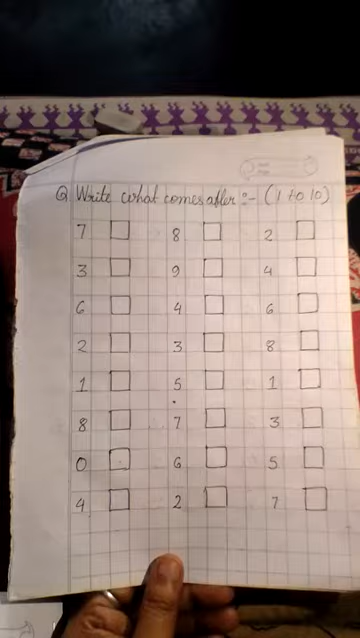 Q Write what comes after :- (1 to 10)
7 8 2
3 9 4
6 4 6
2 3 8
1 5 1
8 7 3
0 6 5
4 2 7